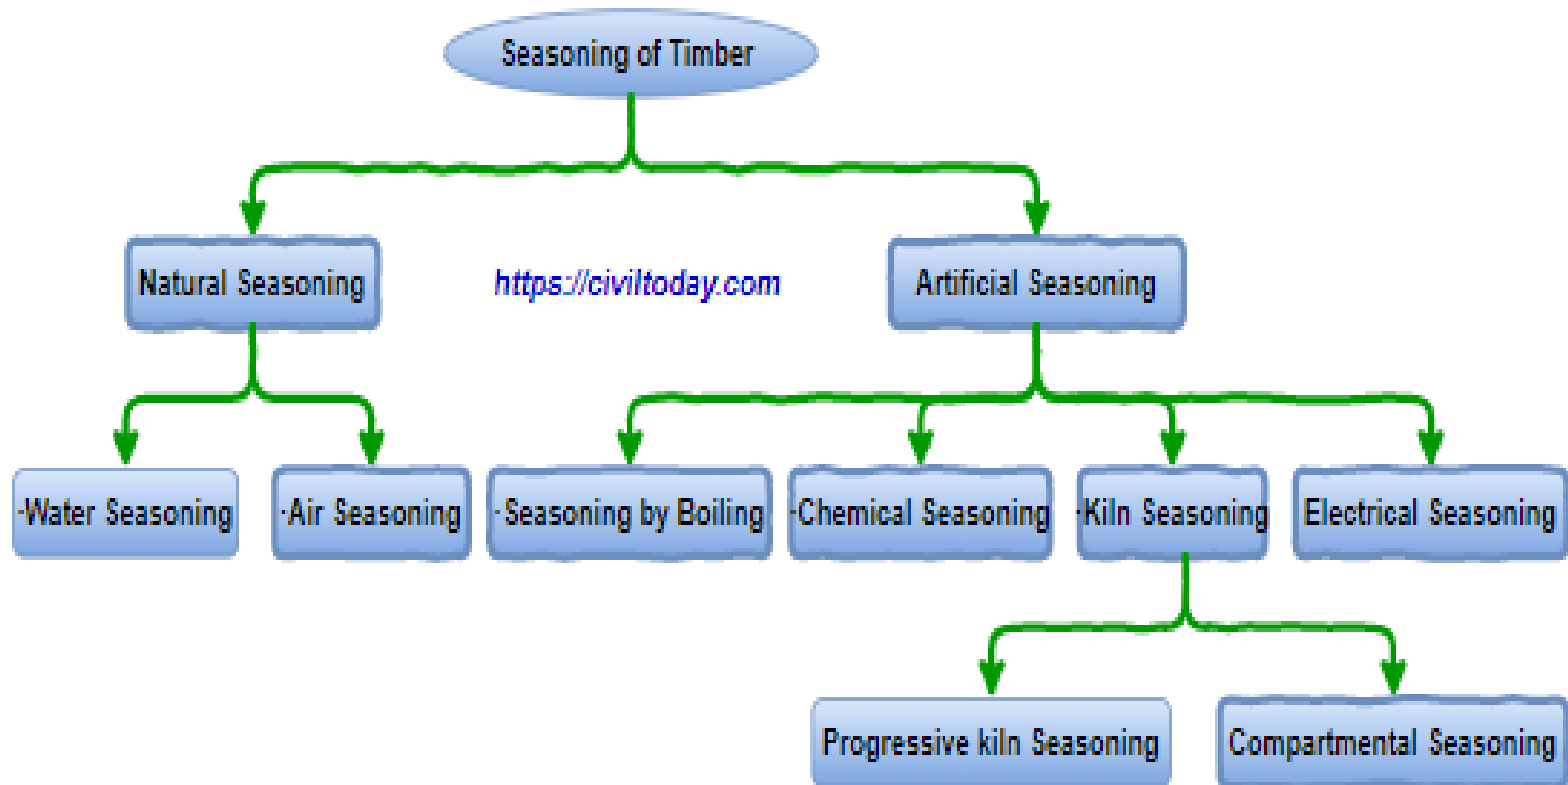 Seasoning of Timber
Natural Seasoning
https://civiltoday.com
Artificial Seasoning
-Water Seasoning
-Air Seasoning
-Seasoning by Boiling
-Chemical Seasoning
-Kiln Seasoning
Electrical Seasoning
Progressive kiln Seasoning
Compartmental Seasoning